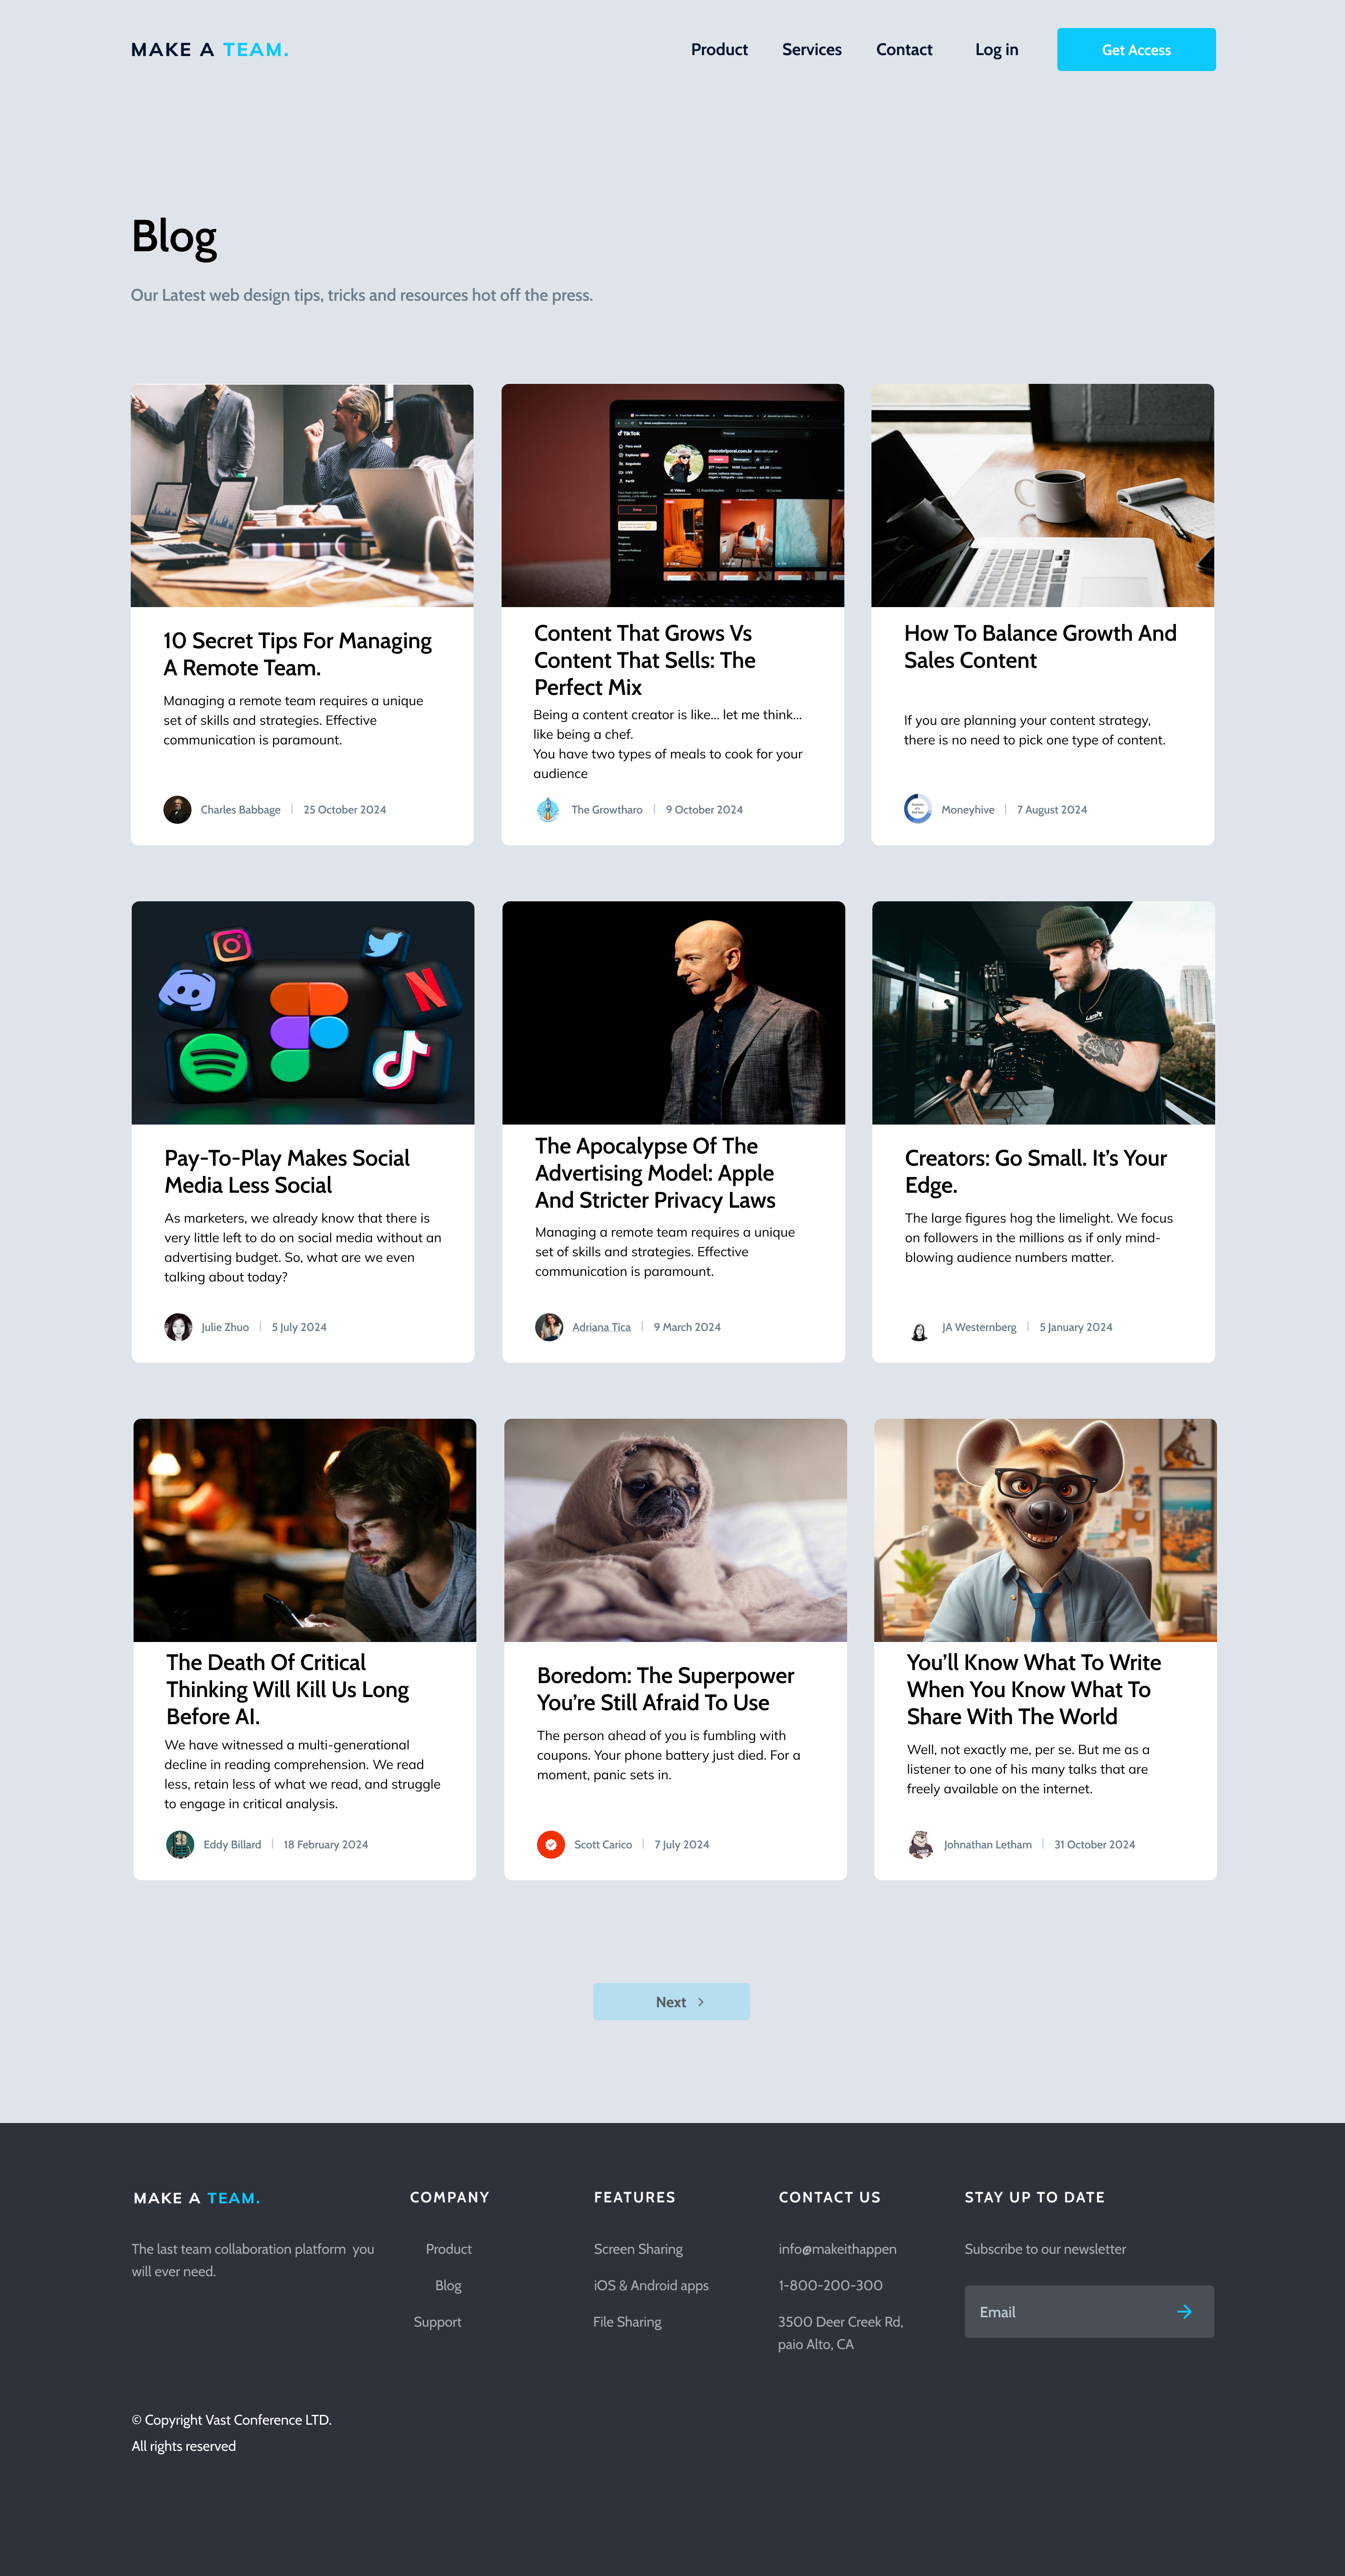 MAKE A TEAM.
Product Services Contact Log in Get Access
Blog
Our Latest web design tips, tricks and resources hot off the press.
TikTok
10 Secret Tips For Managing
A Remote Team.
Managing a remote team requires a unique
set of skills and strategies. Effective
communication is paramount.
Charles Babbage | 25 October 2024
Content That Grows Vs
Content That Sells: The
Perfect Mix
Being a content creator is like... let me think...
like being a chef.
You have two types of meals to cook for your
audience
The Growtharo | 9 October 2024
How To Balance Growth And
Sales Content
If you are planning your content strategy,
there is no need to pick one type of content.
Moneyhive | 7 August 2024
Pay-To-Play Makes Social
Media Less Social
As marketers, we already know that there is
very little left to do on social media without an
advertising budget. So, what are we even
talking about today?
Julie Zhuo | 5 July 2024
The Apocalypse Of The
Advertising Model: Apple
And Stricter Privacy Laws
Managing a remote team requires a unique
set of skills and strategies. Effective
communication is paramount.
Adriana Tica | 9 March 2024
Creators: Go Small. It’s Your
Edge.
The large figures hog the limelight. We focus
on followers in the millions as if only mind-
blowing audience numbers matter.
JA Westernberg | 5 January 2024
The Death Of Critical
Thinking Will Kill Us Long
Before AI.
We have witnessed a multi-generational
decline in reading comprehension. We read
less, retain less of what we read, and struggle
to engage in critical analysis.
Eddy Billard | 18 February 2024
Boredom: The Superpower
You’re Still Afraid To Use
The person ahead of you is fumbling with
coupons. Your phone battery just died. For a
moment, panic sets in.
Scott Carico | 7 July 2024
You’ll Know What To Write
When You Know What To
Share With The World
Well, not exactly me, per se. But me as a
listener to one of his many talks that are
freely available on the internet.
Johnathan Letham | 31 October 2024
Next
MAKE A TEAM.
The last team collaboration platform you
will ever need.
COMPANY
Product
Blog
Support
FEATURES
Screen Sharing
iOS & Android apps
File Sharing
CONTACT US
info@makeithappen
1-800-200-300
3500 Deer Creek Rd,
paio Alto, CA
STAY UP TO DATE
Subscribe to our newsletter
Email
© Copyright Vast Conference LTD.
All rights reserved